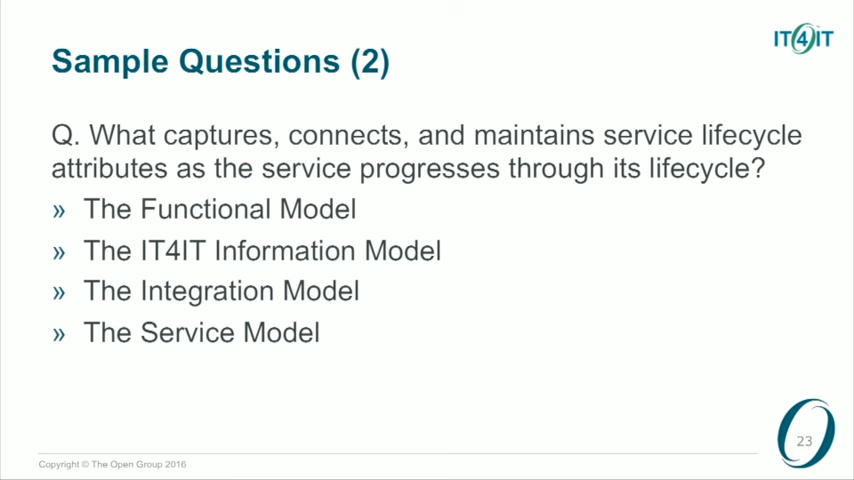 IT4IT
Sample Questions (2)
Q. What captures, connects, and maintains service lifecycle
attributes as the service progresses through its lifecycle?
» The Functional Model
» The IT4IT Information Model
» The Integration Model
» The Service Model
23
Copyright © The Open Group 2016